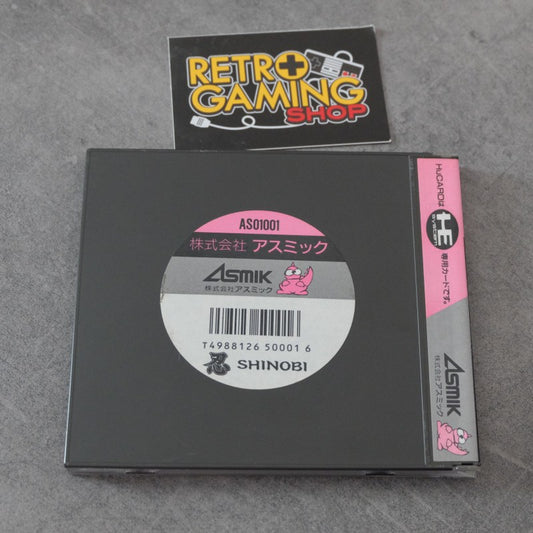 RETRO
GAMING
SHOP
AS01001
株式会社 アスミック
ASMIK
株式会社アスミック
T4988126 50001 6
忍 SHINOBI
HuCARDは
HE
専用カードです。
ASMIK
株式会社アスミック